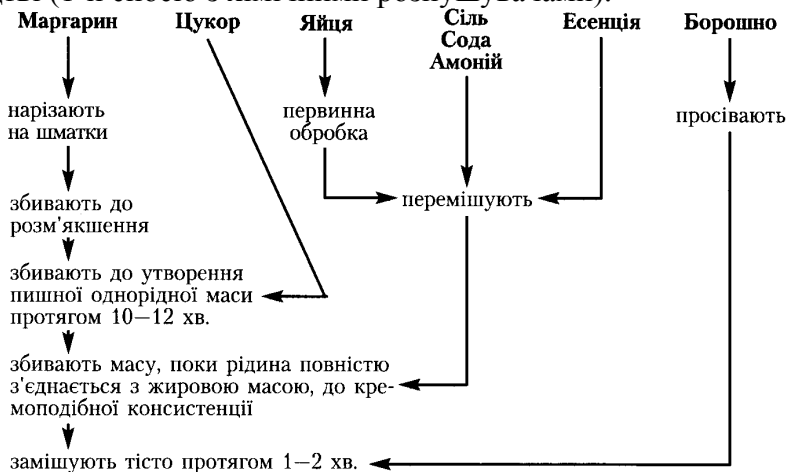 Маргарин Цукор Яйця Сіль Сода Амоній Есенція Борошно
нарізають
на шматки
первинна
обробка
просівають
перемішують
збивають до
розм'якшення
збивають до утворення
пишної однорідної маси
протягом 10—12 хв.
збивають масу, поки рідина повністю
з'єднається з жировою масою, до кре-
моподібної консистенції
замішують тісто протягом 1—2 хв.